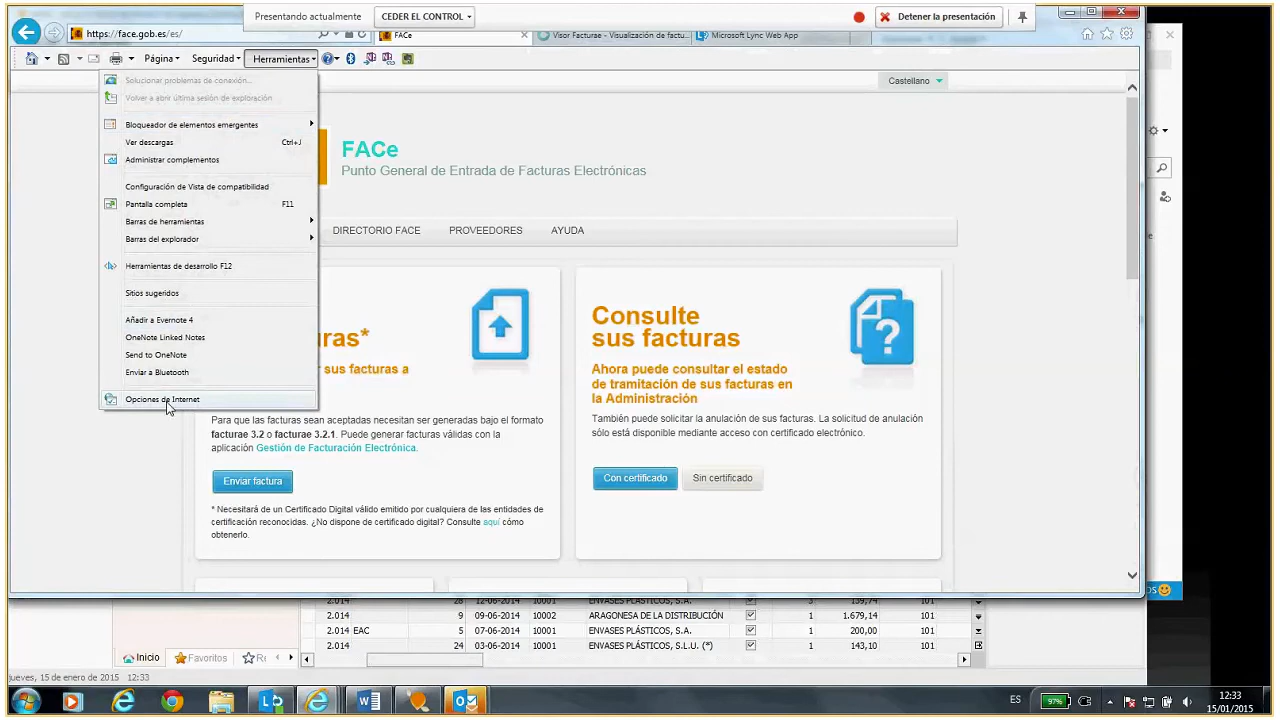 Presentando actualmente
CEDER EL CONTROL
Detener la presentación
https://face.gob.es/es/
FACe
Visor Facturae - Visualización de factu...
Microsoft Lync Web App
Página
Seguridad
Herramientas
Solucionar problemas de conexión...
Volver a abrir última sesión de exploración
Bloqueador de elementos emergentes
Ver descargas Ctrl+J
Administrar complementos
Configuración de Vista de compatibilidad
Pantalla completa F11
Barras de herramientas
Barras del explorador
Herramientas de desarrollo F12
Sitios sugeridos
Añadir a Evernote 4
OneNote Linked Notes
Send to OneNote
Enviar a Bluetooth
Opciones de Internet
Castellano
FACe
Punto General de Entrada de Facturas Electrónicas
DIRECTORIO FACE PROVEEDORES AYUDA
uras*
sus facturas a
Para que las facturas sean aceptadas necesitan ser generadas bajo el formato
facturae 3.2 o facturae 3.2.1. Puede generar facturas válidas con la
aplicación Gestión de Facturación Electrónica.
Enviar factura
* Necesitará de un Certificado Digital válido emitido por cualquiera de las entidades de
certificación reconocidas. ¿No dispone de certificado digital? Consulte aquí cómo
obtenerlo.
Consulte
sus facturas
Ahora puede consultar el estado
de tramitación de sus facturas en
la Administración
También puede solicitar la anulación de sus facturas. La solicitud de anulación
sólo está disponible mediante acceso con certificado electrónico.
Con certificado
Sin certificado
2.014 28 12-06-2014 10001 ENVASES PLÁSTICOS, S.A. 3 139,74 101
2.014 9 09-06-2014 10002 ARAGONESA DE LA DISTRIBUCIÓN 1 1.679,14 101
2.014 EAC 5 07-06-2014 10001 ENVASES PLÁSTICOS, S.A. 1 200,00 101
2.014 24 03-06-2014 10001 ENVASES PLÁSTICOS, S.L.U. (*) 1 143,10 101
Inicio
Favoritos
jueves, 15 de enero de 2015 12:33
ES
97%
12:33
15/01/2015